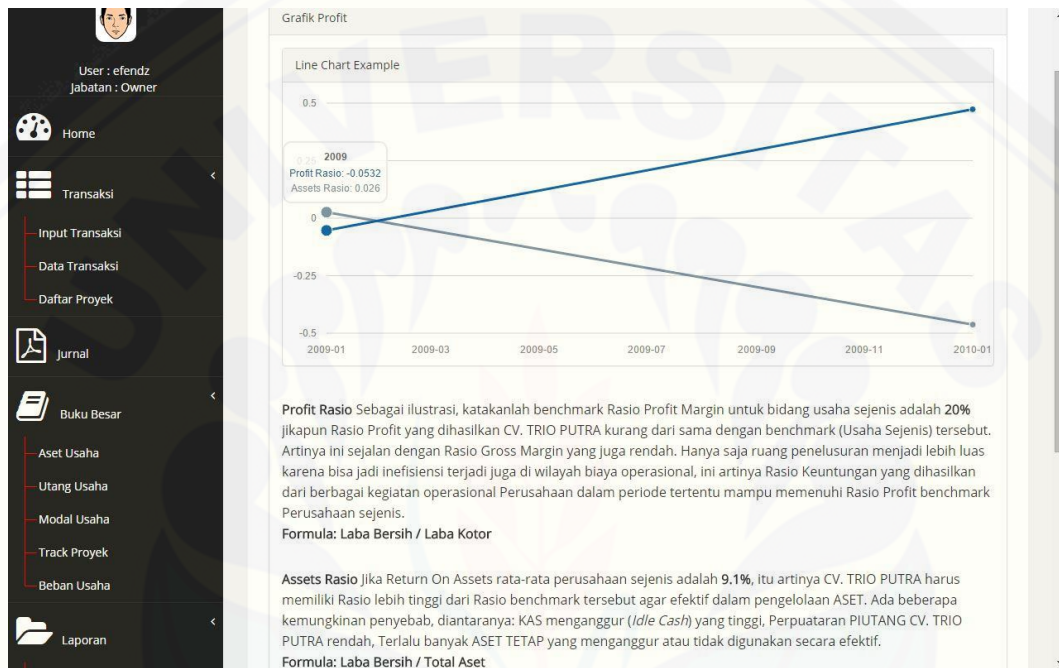 User : efendz
Jabatan : Owner
Home
Transaksi
Input Transaksi
Data Transaksi
Daftar Proyek
Jurnal
Buku Besar
Aset Usaha
Utang Usaha
Modal Usaha
Track Proyek
Beban Usaha
Laporan
Grafik Profit
Line Chart Example
0.5
0.25
2009
Profit Rasio: -0.0532
Assets Rasio: 0.026
0
-0.25
-0.5
2009-01 2009-03 2009-05 2009-07 2009-09 2009-11 2010-01
Profit Rasio Sebagai ilustrasi, katakanlah benchmark Rasio Profit Margin untuk bidang usaha sejenis adalah 20%
jikapun Rasio Profit yang dihasilkan CV. TRIO PUTRA kurang dari sama dengan benchmark (Usaha Sejenis) tersebut.
Artinya ini sejalan dengan Rasio Gross Margin yang juga rendah. Hanya saja ruang penelusuran menjadi lebih luas
karena bisa jadi inefisiensi terjadi juga di wilayah biaya operasional, ini artinya Rasio Keuntungan yang dihasilkan
dari berbagai kegiatan operasional Perusahaan dalam periode tertentu mampu memenuhi Rasio Profit benchmark
Perusahaan sejenis.
Formula: Laba Bersih / Laba Kotor
Assets Rasio Jika Return On Assets rata-rata perusahaan sejenis adalah 9.1%, itu artinya CV. TRIO PUTRA harus
memiliki Rasio lebih tinggi dari Rasio benchmark tersebut agar efektif dalam pengelolaan ASET. Ada beberapa
kemungkinan penyebab, diantaranya: KAS menganggur (Idle Cash) yang tinggi, Perpuataran PIUTANG CV. TRIO
PUTRA rendah, Terlalu banyak ASET TETAP yang menganggur atau tidak digunakan secara efektif.
Formula: Laba Bersih / Total Aset
UNIVERSITAS